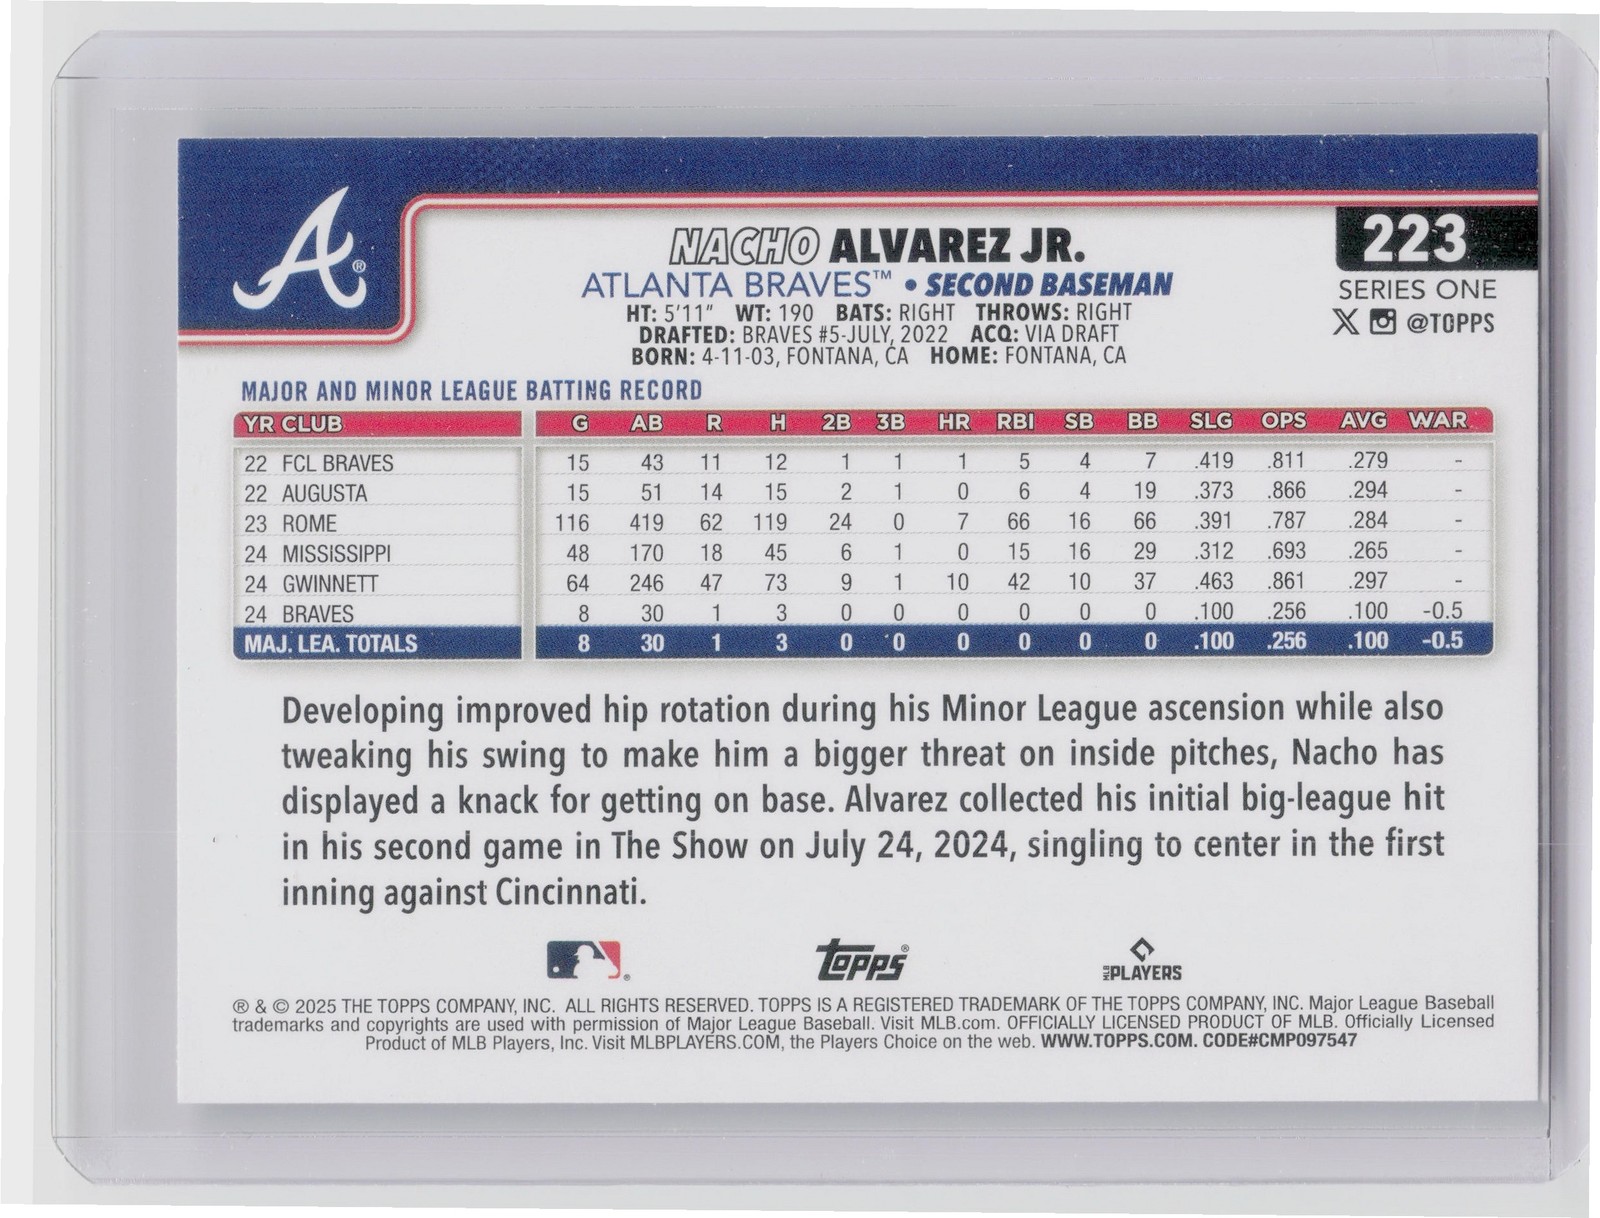 A®
NACHO ALVAREZ JR.
ATLANTA BRAVES™ • SECOND BASEMAN
HT: 5'11" WT: 190 BATS: RIGHT THROWS: RIGHT
DRAFTED: BRAVES #5-JULY, 2022 ACQ: VIA DRAFT
BORN: 4-11-03, FONTANA, CA HOME: FONTANA, CA
223
SERIES ONE
X @TOPPS
MAJOR AND MINOR LEAGUE BATTING RECORD
YR CLUB G AB R H 2B 3B HR RBI SB BB SLG OPS AVG WAR
22 FCL BRAVES 15 43 11 12 1 1 1 5 4 7 .419 .811 .279 -
22 AUGUSTA 15 51 14 15 2 1 0 6 4 19 .373 .866 .294 -
23 ROME 116 419 62 119 24 0 7 66 16 66 .391 .787 .284 -
24 MISSISSIPPI 48 170 18 45 6 1 0 15 16 29 .312 .693 .265 -
24 GWINNETT 64 246 47 73 9 1 10 42 10 37 .463 .861 .297 -
24 BRAVES 8 30 1 3 0 0 0 0 0 0 .100 .256 .100 -0.5
MAJ. LEA. TOTALS 8 30 1 3 0 0 0 0 0 0 .100 .256 .100 -0.5
Developing improved hip rotation during his Minor League ascension while also
tweaking his swing to make him a bigger threat on inside pitches, Nacho has
displayed a knack for getting on base. Alvarez collected his initial big-league hit
in his second game in The Show on July 24, 2024, singling to center in the first
inning against Cincinnati.
®
topps®
MLB PLAYERS
® & © 2025 THE TOPPS COMPANY, INC. ALL RIGHTS RESERVED. TOPPS IS A REGISTERED TRADEMARK OF THE TOPPS COMPANY, INC. Major League Baseball
trademarks and copyrights are used with permission of Major League Baseball. Visit MLB.com. OFFICIALLY LICENSED PRODUCT OF MLB. Officially Licensed
Product of MLB Players, Inc. Visit MLBPLAYERS.COM, the Players Choice on the web. WWW.TOPPS.COM. CODE#CMP097547